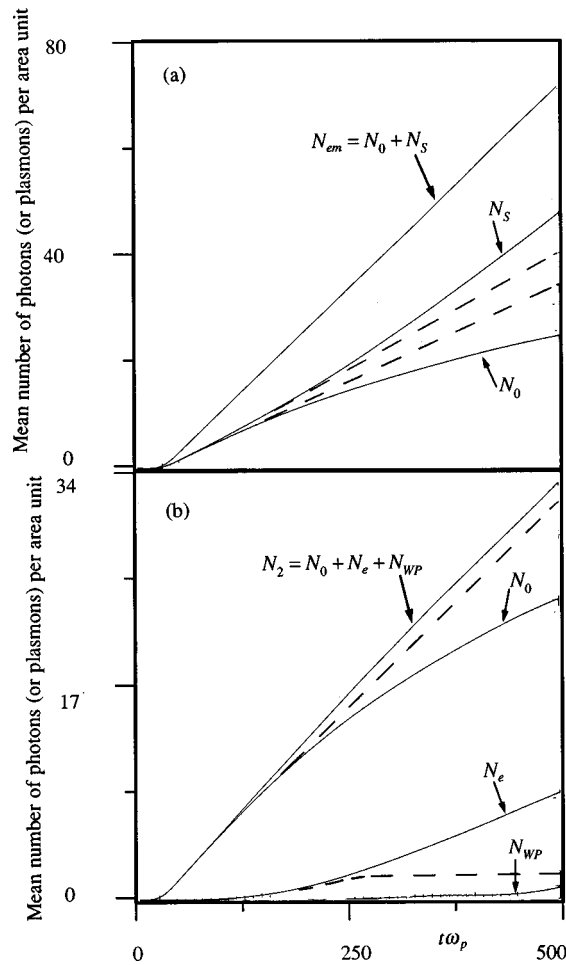 Mean number of photons (or plasmons) per area unit
80
(a)
N_em = N_0 + N_S
N_S
40
N_0
0
Mean number of photons (or plasmons) per area unit
34
(b)
N_2 = N_0 + N_e + N_WP
N_0
17
N_e
N_WP
0
0
250
tω_p
500